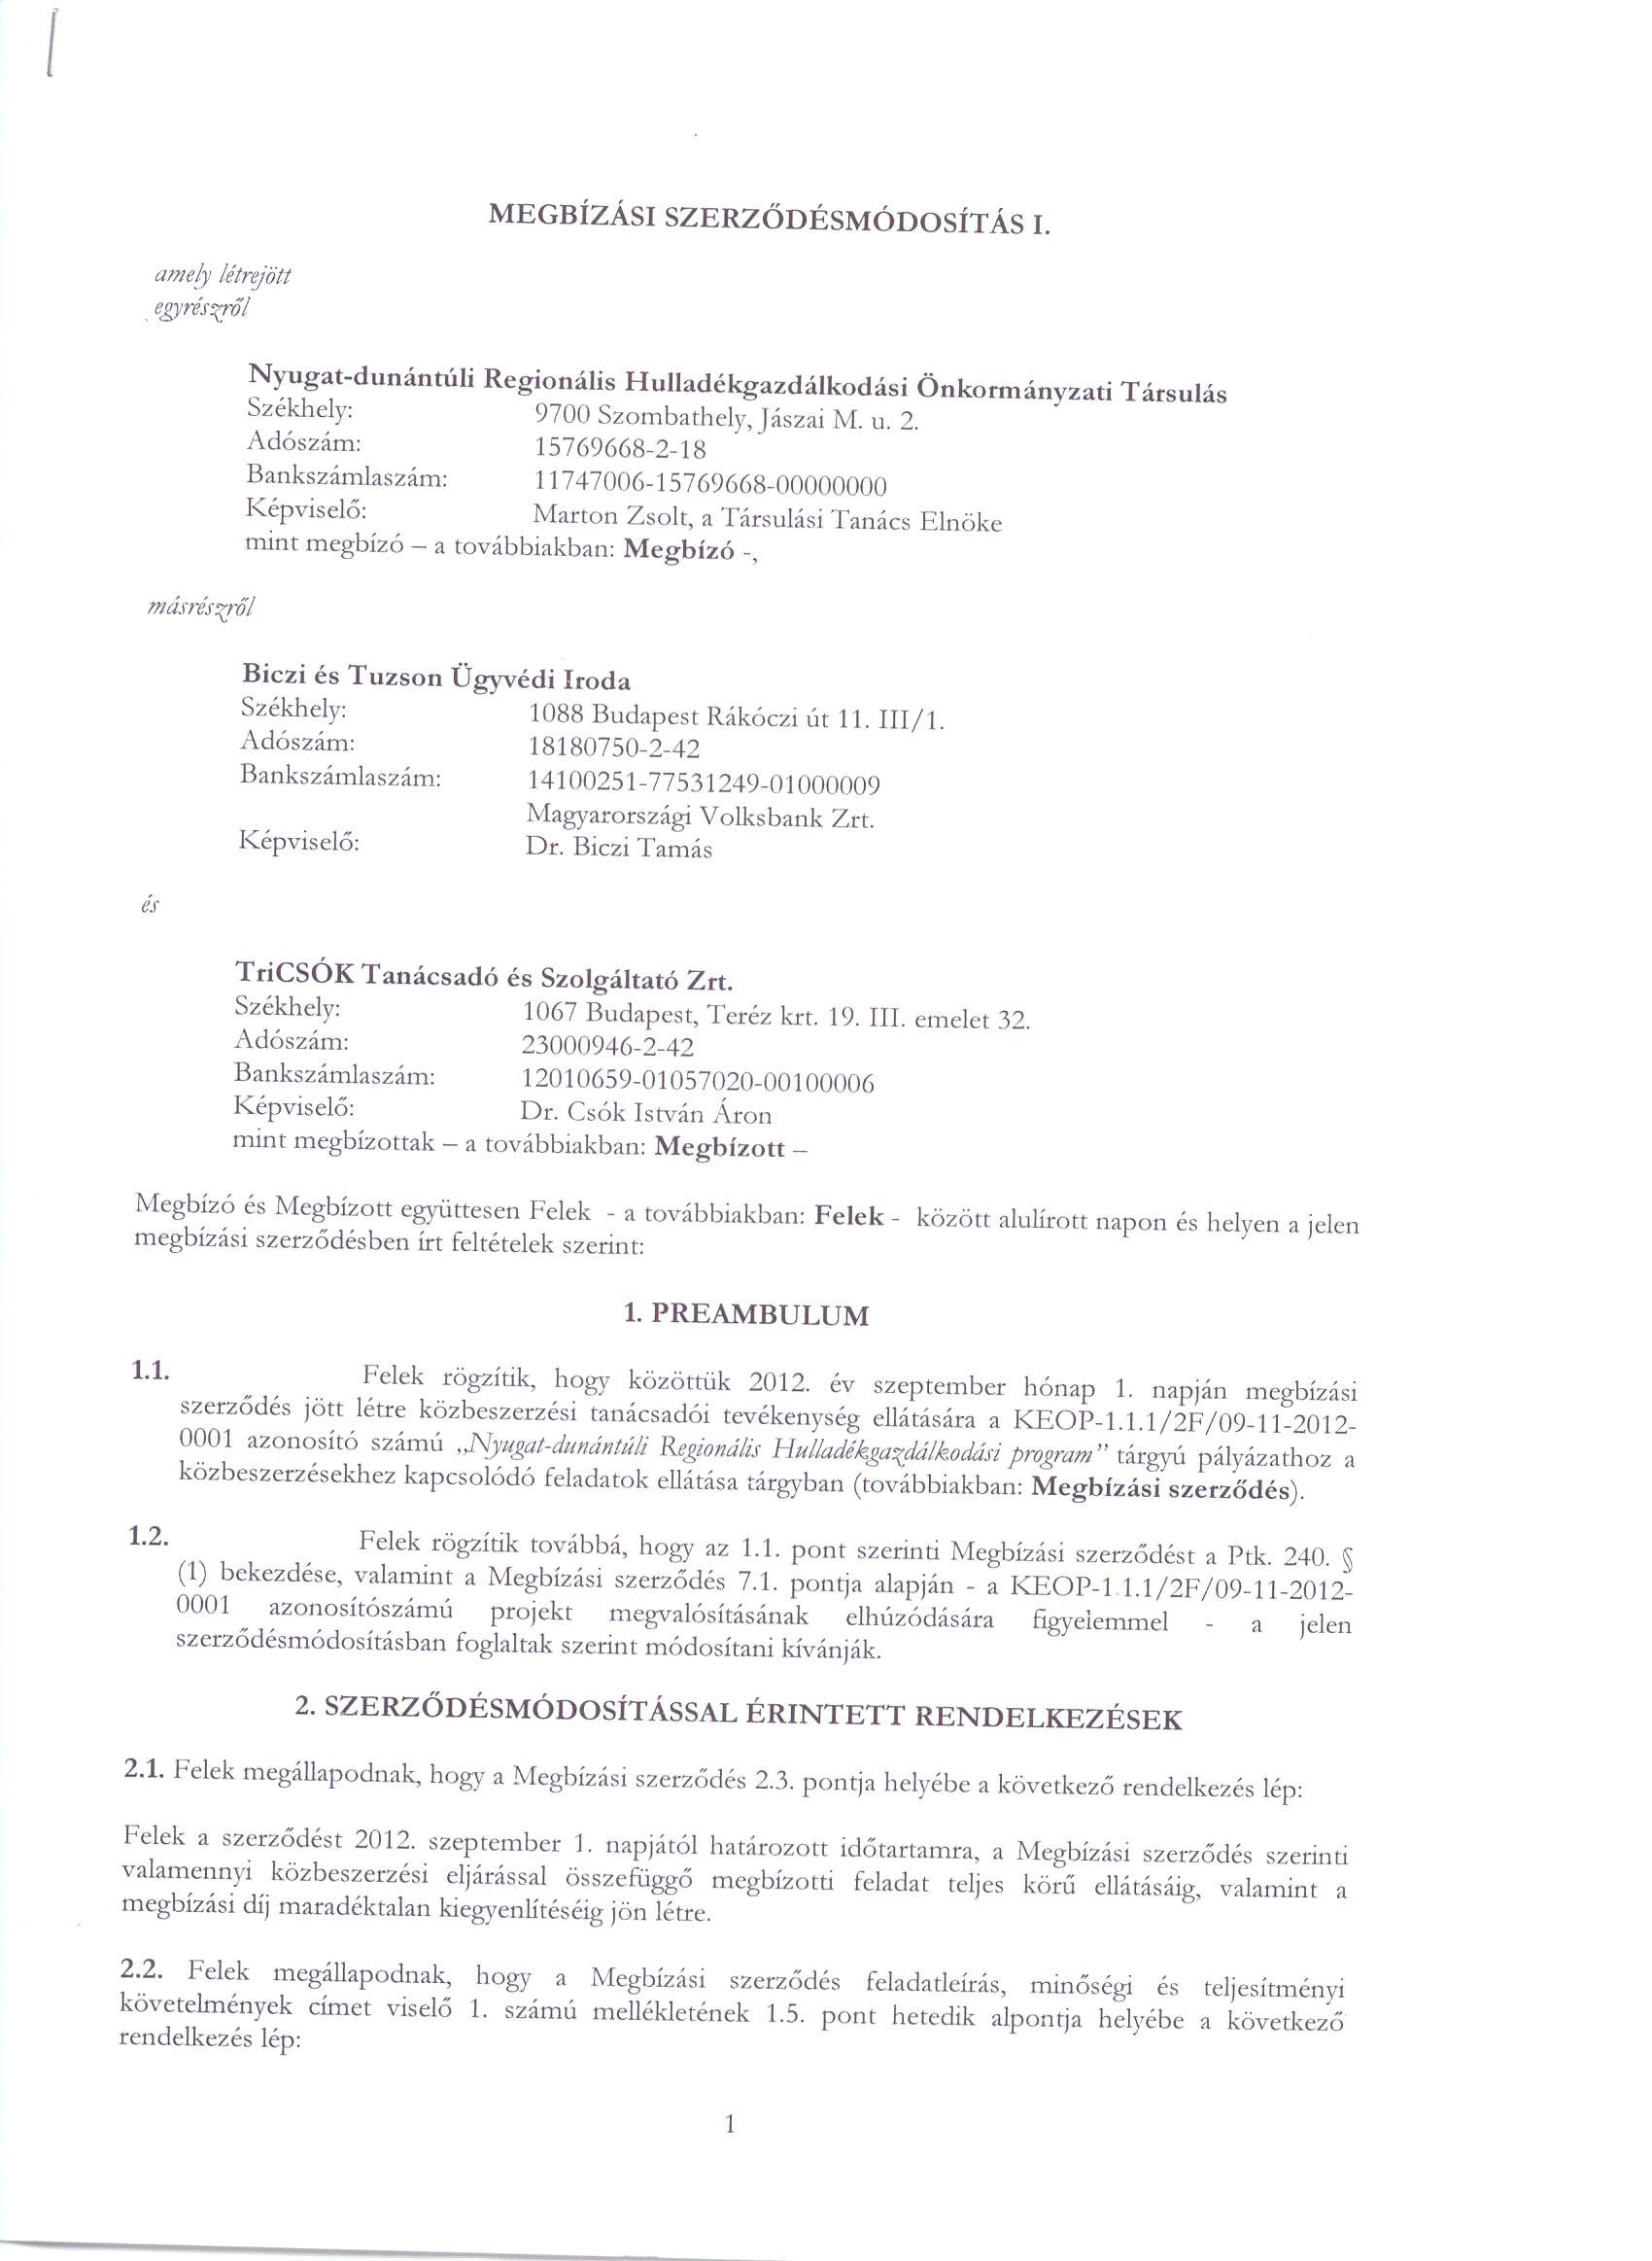 MEGBÍZÁSI SZERZŐDÉSMÓDOSÍTÁS I.
amely létrejött
egyrészről
Nyugat-dunántúli Regionális Hulladékgazdálkodási Önkormányzati Társulás
Székhely: 9700 Szombathely, Jászai M. u. 2.
Adószám: 15769668-2-18
Bankszámlaszám: 11747006-15769668-00000000
Képviselő: Marton Zsolt, a Társulási Tanács Elnöke
mint megbízó – a továbbiakban: Megbízó -,
másrészről
Biczi és Tuzson Ügyvédi Iroda
Székhely: 1088 Budapest Rákóczi út 11. III/1.
Adószám: 18180750-2-42
Bankszámlaszám: 14100251-77531249-01000009
Magyarországi Volksbank Zrt.
Képviselő: Dr. Biczi Tamás
és
TriCSÓK Tanácsadó és Szolgáltató Zrt.
Székhely: 1067 Budapest, Teréz krt. 19. III. emelet 32.
Adószám: 23000946-2-42
Bankszámlaszám: 12010659-01057020-00100006
Képviselő: Dr. Csók István Áron
mint megbízottak – a továbbiakban: Megbízott –
Megbízó és Megbízott együttesen Felek - a továbbiakban: Felek - között alulírott napon és helyen a jelen
megbízási szerződésben írt feltételek szerint:
1. PREAMBULUM
1.1. Felek rögzítik, hogy közöttük 2012. év szeptember hónap 1. napján megbízási
szerződés jött létre közbeszerzési tanácsadói tevékenység ellátására a KEOP-1.1.1/2F/09-11-2012-
0001 azonosító számú „Nyugat-dunántúli Regionális Hulladékgazdálkodási program” tárgyú pályázathoz a
közbeszerzésekhez kapcsolódó feladatok ellátása tárgyban (továbbiakban: Megbízási szerződés).
1.2. Felek rögzítik továbbá, hogy az 1.1. pont szerinti Megbízási szerződést a Ptk. 240. §
(1) bekezdése, valamint a Megbízási szerződés 7.1. pontja alapján - a KEOP-1.1.1/2F/09-11-2012-
0001 azonosítószámú projekt megvalósításának elhúzódására figyelemmel - a jelen
szerződésmódosításban foglaltak szerint módosítani kívánják.
2. SZERZŐDÉSMÓDOSÍTÁSSAL ÉRINTETT RENDELKEZÉSEK
2.1. Felek megállapodnak, hogy a Megbízási szerződés 2.3. pontja helyébe a következő rendelkezés lép:
Felek a szerződést 2012. szeptember 1. napjától határozott időtartamra, a Megbízási szerződés szerinti
valamennyi közbeszerzési eljárással összefüggő megbízotti feladat teljes körű ellátásáig, valamint a
megbízási díj maradéktalan kiegyenlítéséig jön létre.
2.2. Felek megállapodnak, hogy a Megbízási szerződés feladatleírás, minőségi és teljesítményi
követelmények címet viselő 1. számú mellékletének 1.5. pont hetedik alpontja helyébe a következő
rendelkezés lép:
1